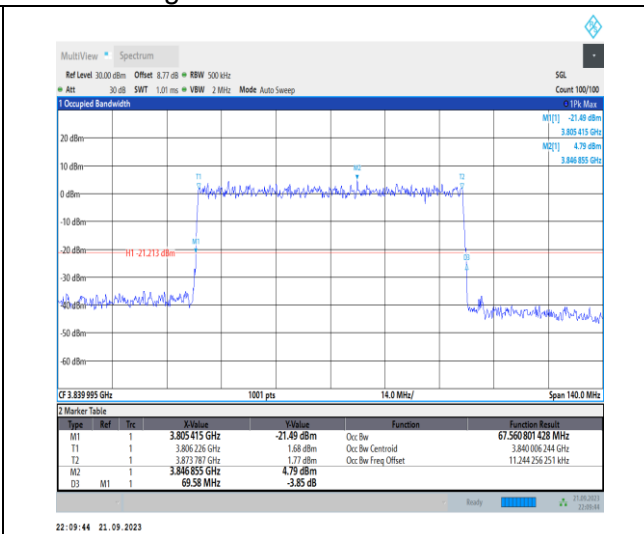 MultiView Spectrum
Ref Level 30.00 dBm Offset 8.77 dB RBW 500 kHz SGL
Att 30 dB SWT 1.01 ms VBW 2 MHz Mode Auto Sweep Count 100/100
1 Occupied Bandwidth 1Pk Max
M1[1] -21.49 dBm
3.805 415 GHz
M2[1] 4.79 dBm
3.846 855 GHz
20 dBm
10 dBm
T1 M2 T2
0 dBm
-10 dBm
M1
-20 dBm
H1 -21.213 dBm
D3
-30 dBm
-40 dBm
-50 dBm
-60 dBm
CF 3.839 995 GHz 1001 pts 14.0 MHz/ Span 140.0 MHz
2 Marker Table
Type Ref Trc X-Value Y-Value Function Function Result
M1 1 3.805 415 GHz -21.49 dBm Occ Bw 67.560 801 428 MHz
T1 1 3.806 226 GHz 1.68 dBm Occ Bw Centroid 3.840 006 244 GHz
T2 1 3.873 787 GHz 1.77 dBm Occ Bw Freq Offset 11.244 256 251 kHz
M2 1 3.846 855 GHz 4.79 dBm
D3 M1 1 69.58 MHz -3.85 dB
Ready 21.09.2023
22:09:44
22:09:44 21.09.2023